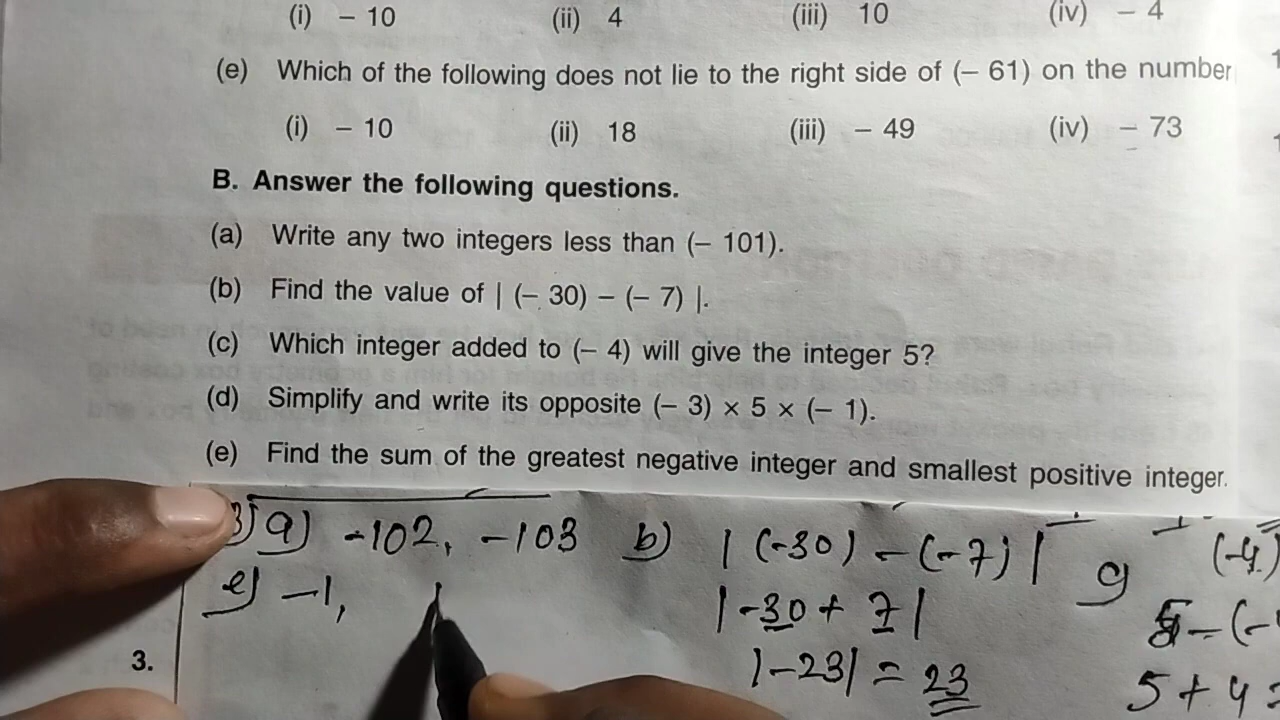 (i) – 10 (ii) 4 (iii) 10 (iv) – 4
(e) Which of the following does not lie to the right side of (– 61) on the number
(i) – 10 (ii) 18 (iii) – 49 (iv) – 73
B. Answer the following questions.
(a) Write any two integers less than (– 101).
(b) Find the value of | (– 30) – (– 7) |.
(c) Which integer added to (– 4) will give the integer 5?
(d) Simplify and write its opposite (– 3) × 5 × (– 1).
(e) Find the sum of the greatest negative integer and smallest positive integer.
a) -102, -103 b) | (-30) - (-7) | (-4)
e) -1, |-30 + 7| 5 - (-
3. |-23| = 23 5 + 4 =